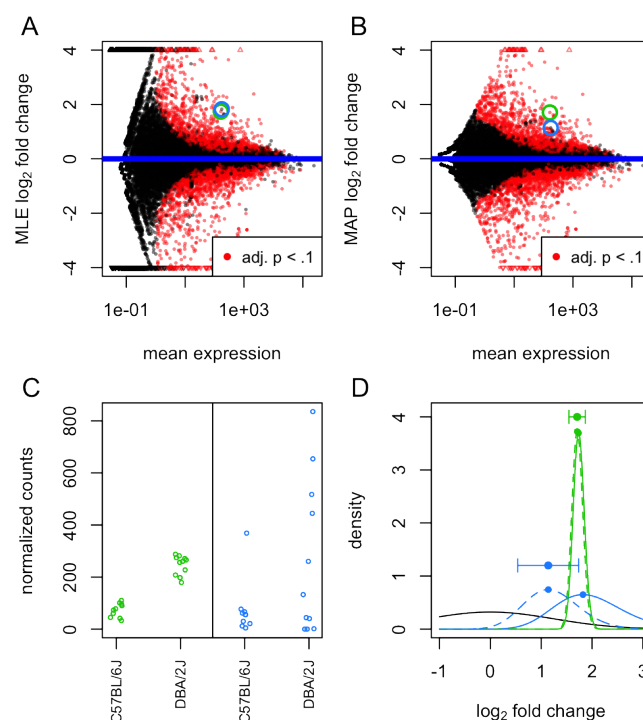 A
B
MLE log2 fold change
4
2
0
-2
-4
adj. p < .1
1e-01
1e+03
mean expression
MAP log2 fold change
4
2
0
-2
-4
adj. p < .1
1e-01
1e+03
mean expression
C
D
normalized counts
800
600
400
200
0
C57BL/6J
DBA/2J
C57BL/6J
DBA/2J
density
4
3
2
1
0
-1
0
1
2
3
log2 fold change